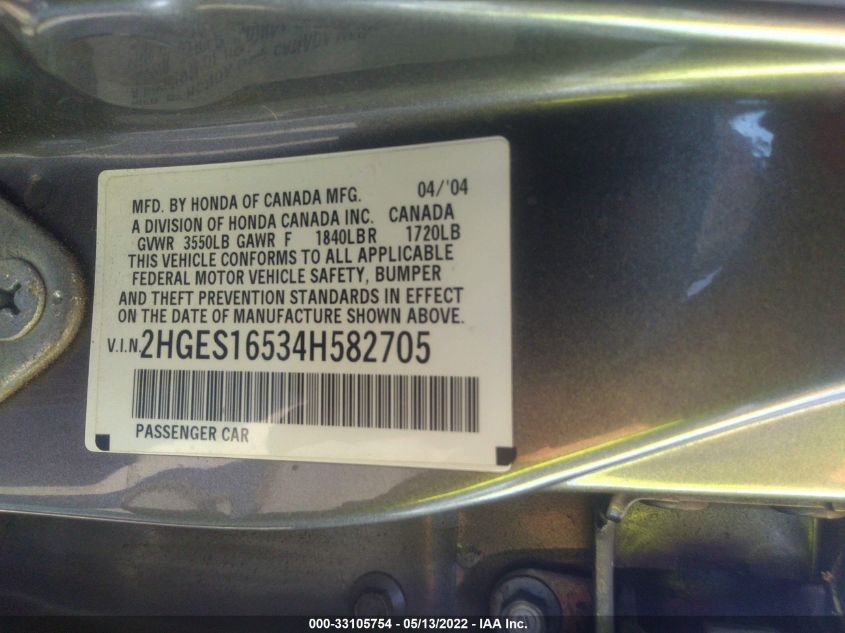 MFD. BY HONDA OF CANADA MFG. 04/'04
A DIVISION OF HONDA CANADA INC. CANADA
GVWR 3550LB GAWR F 1840LBR 1720LB
THIS VEHICLE CONFORMS TO ALL APPLICABLE
FEDERAL MOTOR VEHICLE SAFETY, BUMPER
AND THEFT PREVENTION STANDARDS IN EFFECT
ON THE DATE OF MANUFACTURE SHOWN ABOVE.
V.I.N. 2HGES16534H582705
PASSENGER CAR
000-33105754 - 05/13/2022 - IAA Inc.